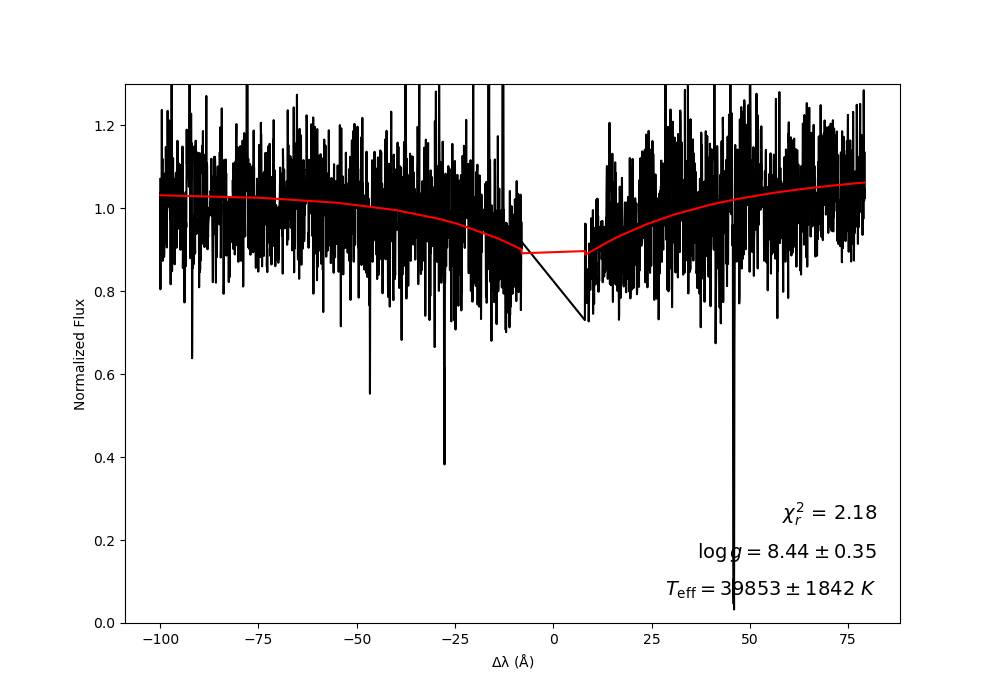 1.2
1.0
0.8
0.6
0.4
0.2
0.0
Normalized Flux
χ²ᵣ = 2.18
log g = 8.44 ± 0.35
T_eff = 39853 ± 1842 K
−100 −75 −50 −25 0 25 50 75
Δλ (Å)